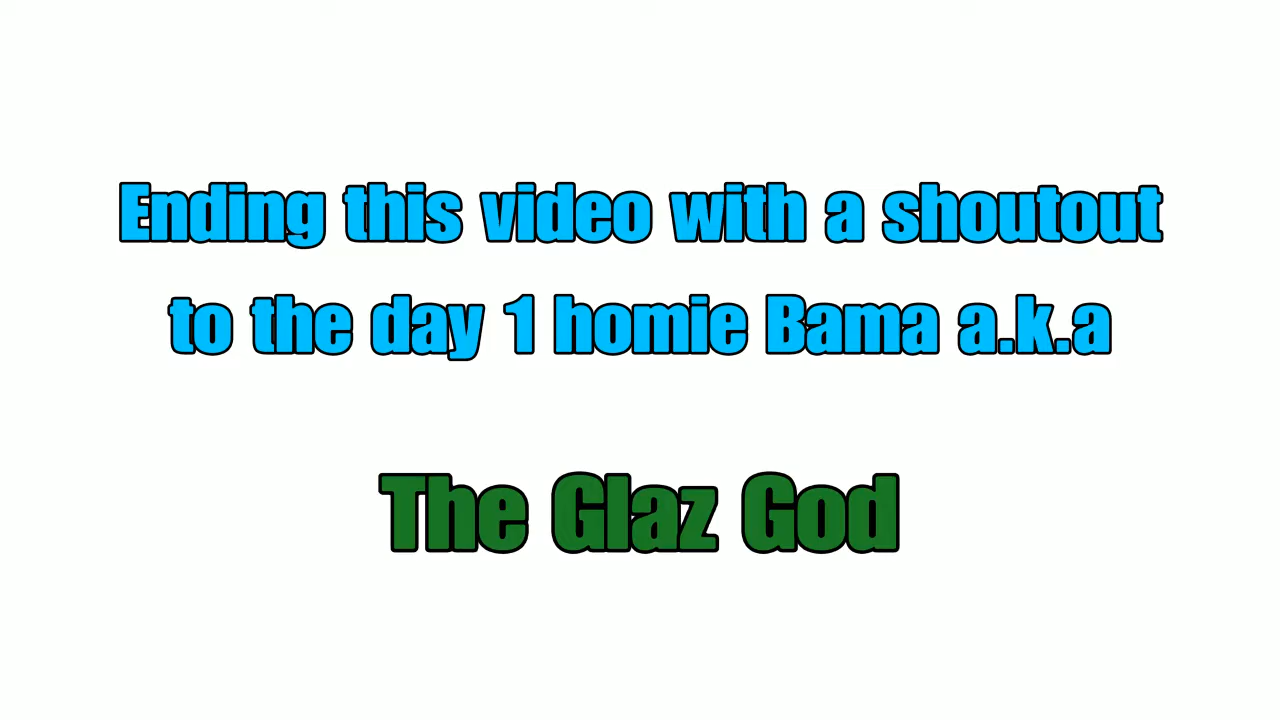 Ending this video with a shoutout
to the day 1 homie Bama a.k.a
The Glaz God